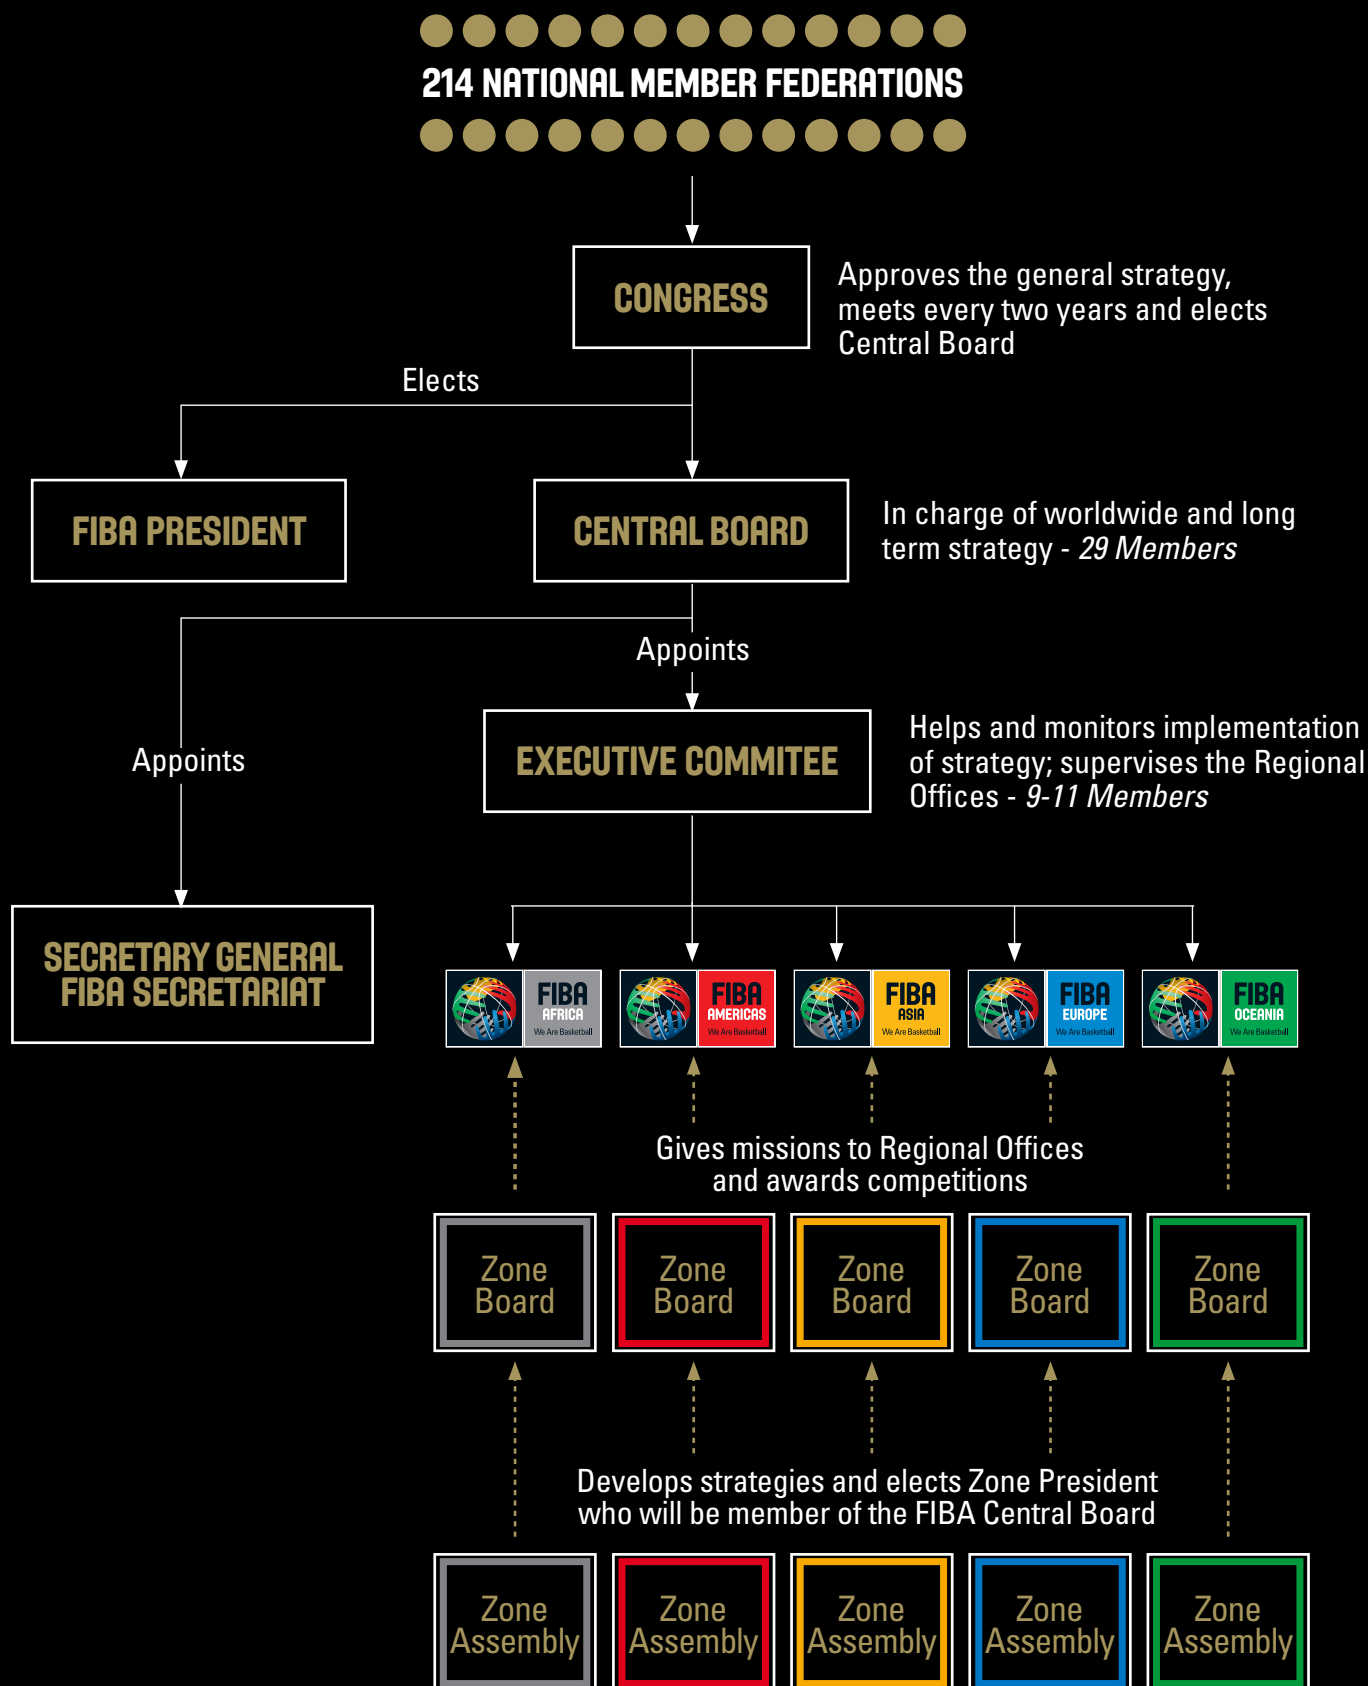 214 NATIONAL MEMBER FEDERATIONS
CONGRESS
Approves the general strategy,
meets every two years and elects
Central Board
Elects
FIBA PRESIDENT
CENTRAL BOARD
In charge of worldwide and long
term strategy - 29 Members
Appoints
Appoints
EXECUTIVE COMMITEE
Helps and monitors implementation
of strategy; supervises the Regional
Offices - 9-11 Members
SECRETARY GENERAL
FIBA SECRETARIAT
FIBA
AFRICA
We Are Basketball
FIBA
AMERICAS
We Are Basketball
FIBA
ASIA
We Are Basketball
FIBA
EUROPE
We Are Basketball
FIBA
OCEANIA
We Are Basketball
Gives missions to Regional Offices
and awards competitions
Zone
Board
Zone
Board
Zone
Board
Zone
Board
Zone
Board
Develops strategies and elects Zone President
who will be member of the FIBA Central Board
Zone
Assembly
Zone
Assembly
Zone
Assembly
Zone
Assembly
Zone
Assembly